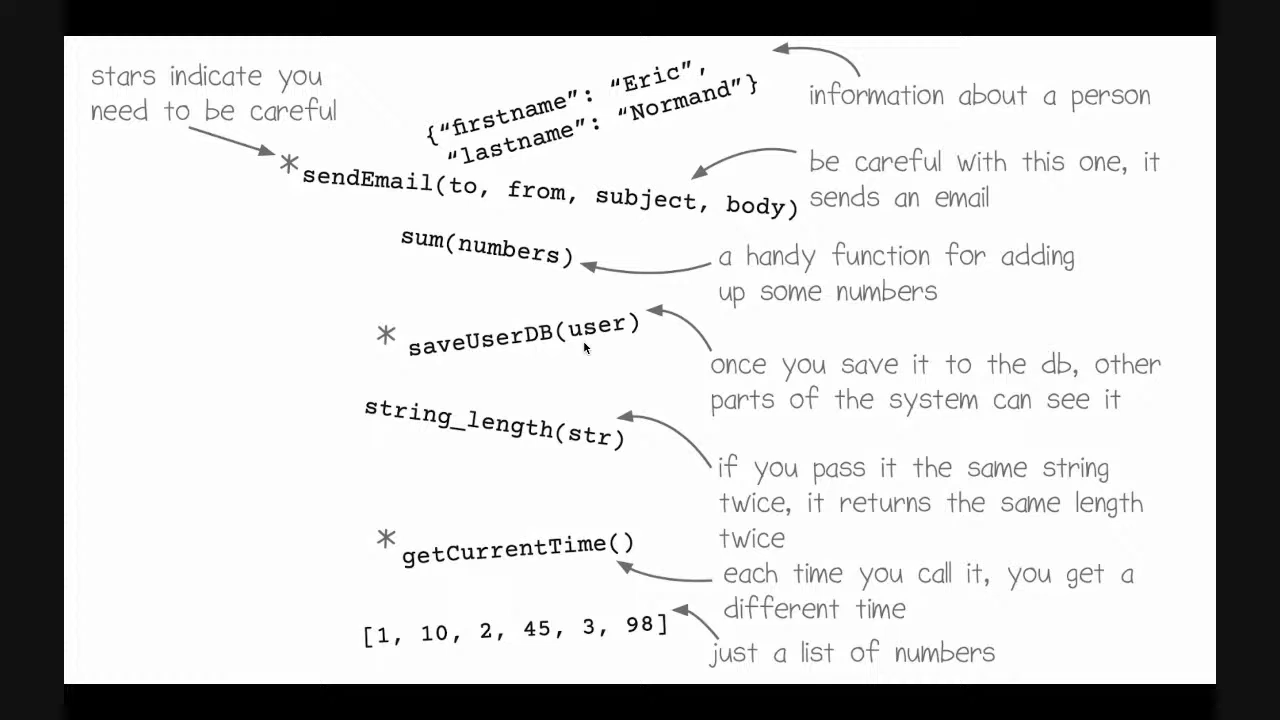 stars indicate you
need to be careful
{“firstname”: “Eric”,
“lastname”: “Normand”}
information about a person
*sendEmail(to, from, subject, body)
be careful with this one, it
sends an email
sum(numbers)
a handy function for adding
up some numbers
* saveUserDB(user)
once you save it to the db, other
parts of the system can see it
string_length(str)
if you pass it the same string
twice, it returns the same length
twice
* getCurrentTime()
each time you call it, you get a
different time
[1, 10, 2, 45, 3, 98]
just a list of numbers